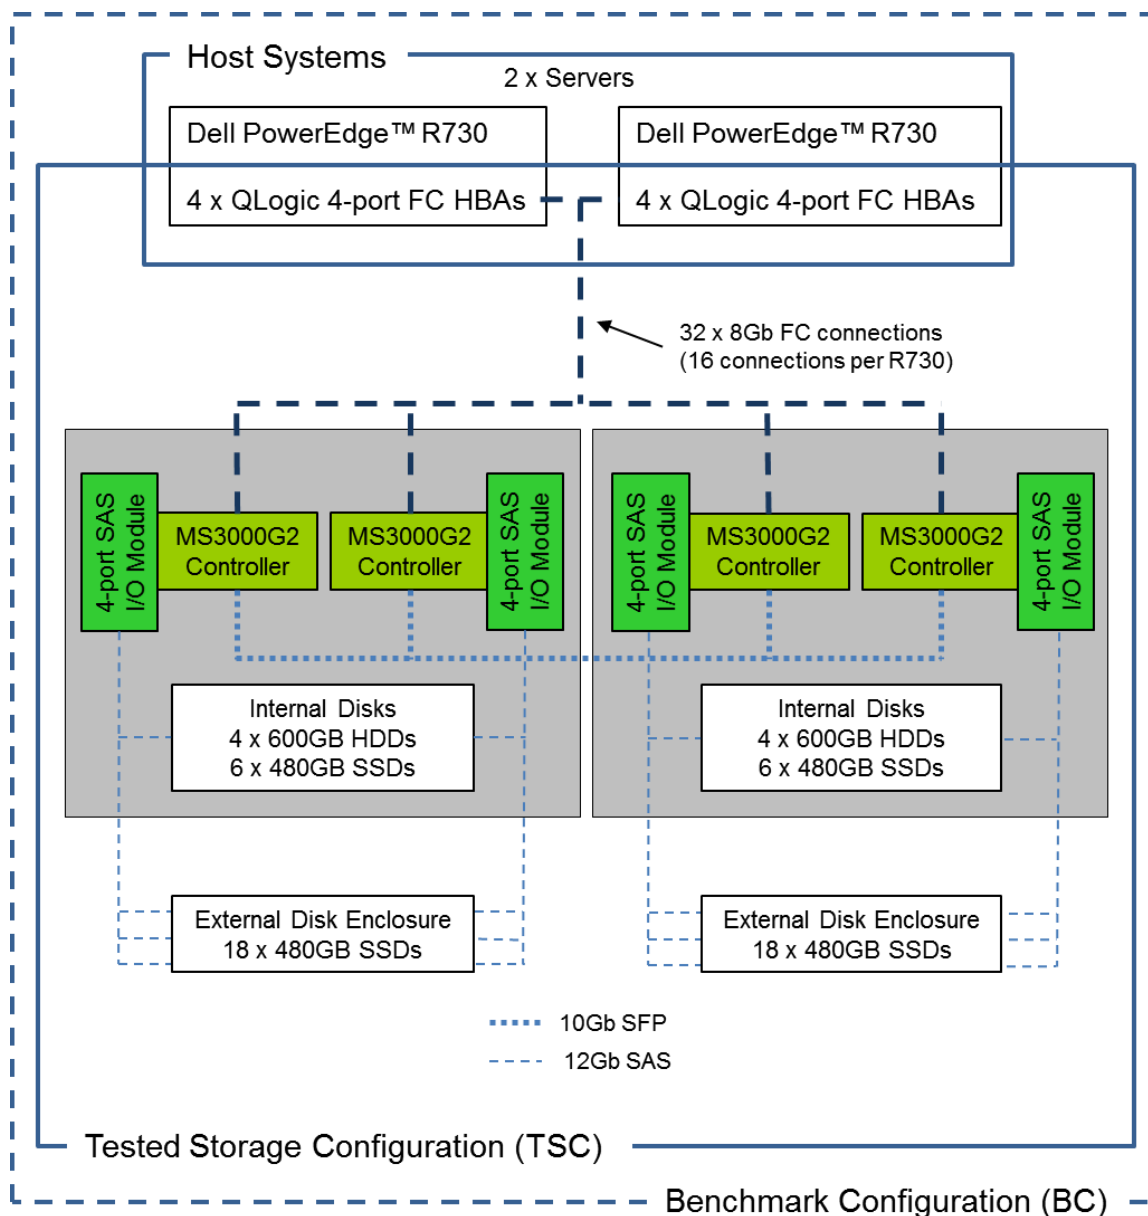 Host Systems
2 x Servers
Dell PowerEdge™ R730
4 x QLogic 4-port FC HBAs
Dell PowerEdge™ R730
4 x QLogic 4-port FC HBAs
32 x 8Gb FC connections
(16 connections per R730)
4-port SAS
I/O Module
MS3000G2
Controller
MS3000G2
Controller
4-port SAS
I/O Module
4-port SAS
I/O Module
MS3000G2
Controller
MS3000G2
Controller
4-port SAS
I/O Module
Internal Disks
4 x 600GB HDDs
6 x 480GB SSDs
Internal Disks
4 x 600GB HDDs
6 x 480GB SSDs
External Disk Enclosure
18 x 480GB SSDs
External Disk Enclosure
18 x 480GB SSDs
10Gb SFP
12Gb SAS
Tested Storage Configuration (TSC)
Benchmark Configuration (BC)